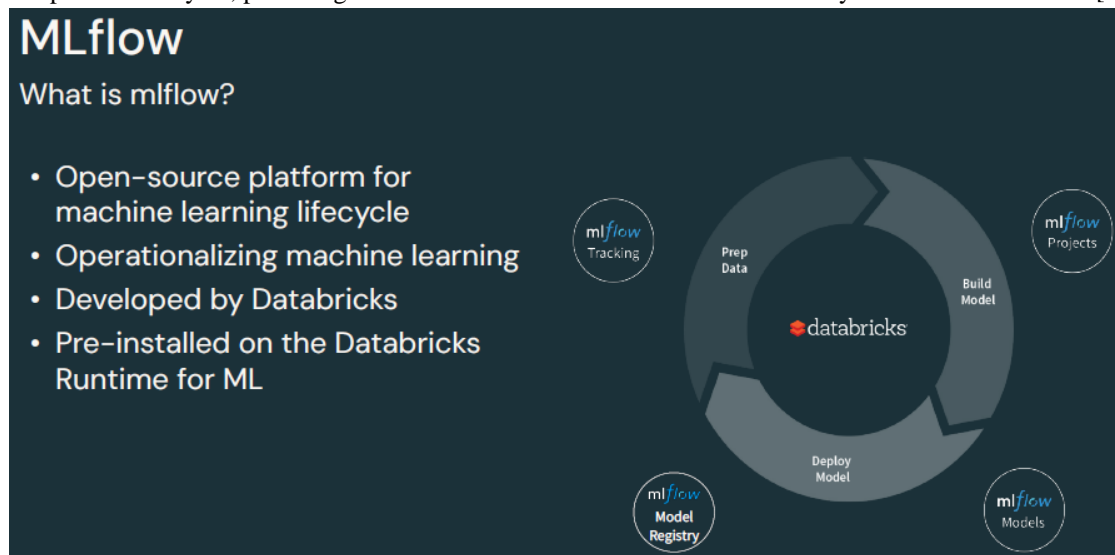 MLflow
What is mlflow?
• Open-source platform for
machine learning lifecycle
• Operationalizing machine learning
• Developed by Databricks
• Pre-installed on the Databricks
Runtime for ML
mlflow
Tracking
mlflow
Projects
Prep
Data
Build
Model
databricks
Deploy
Model
mlflow
Model
Registry
mlflow
Models